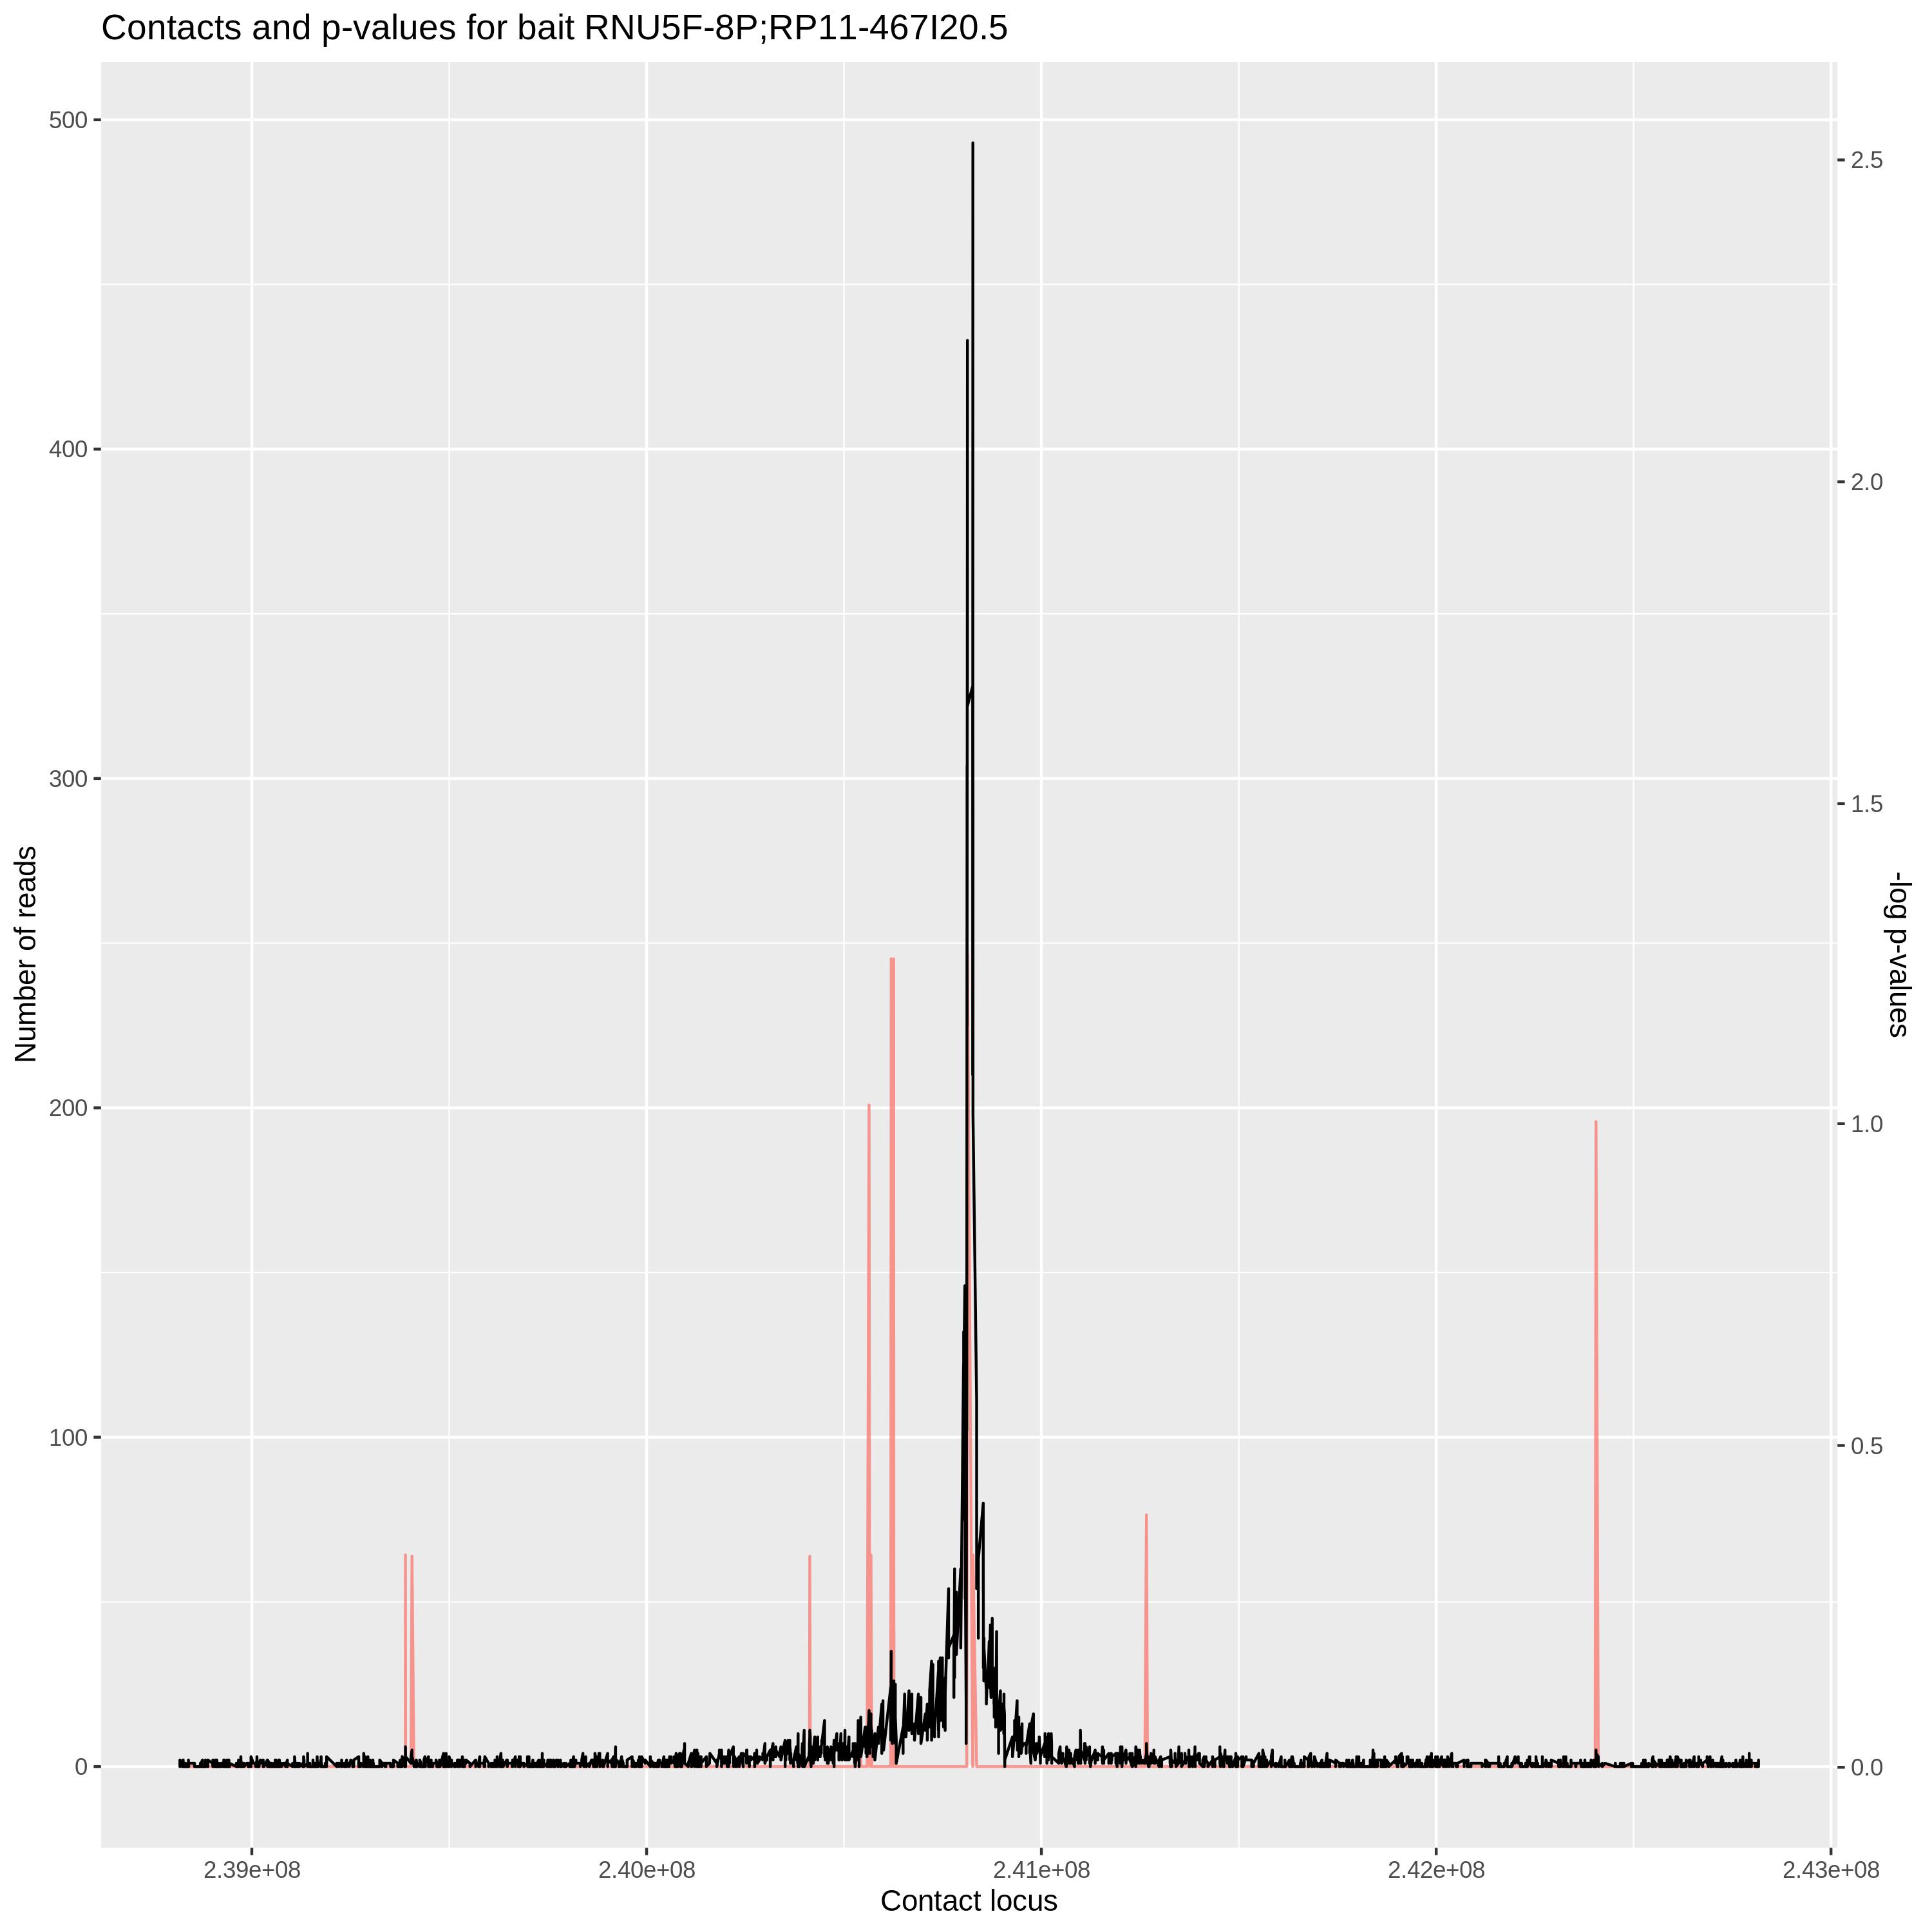 Contacts and p-values for bait RNU5F-8P;RP11-467I20.5
500
400
300
200
100
0
Number of reads
2.5
2.0
1.5
1.0
0.5
0.0
-log p-values
2.39e+08 2.40e+08 2.41e+08 2.42e+08 2.43e+08
Contact locus